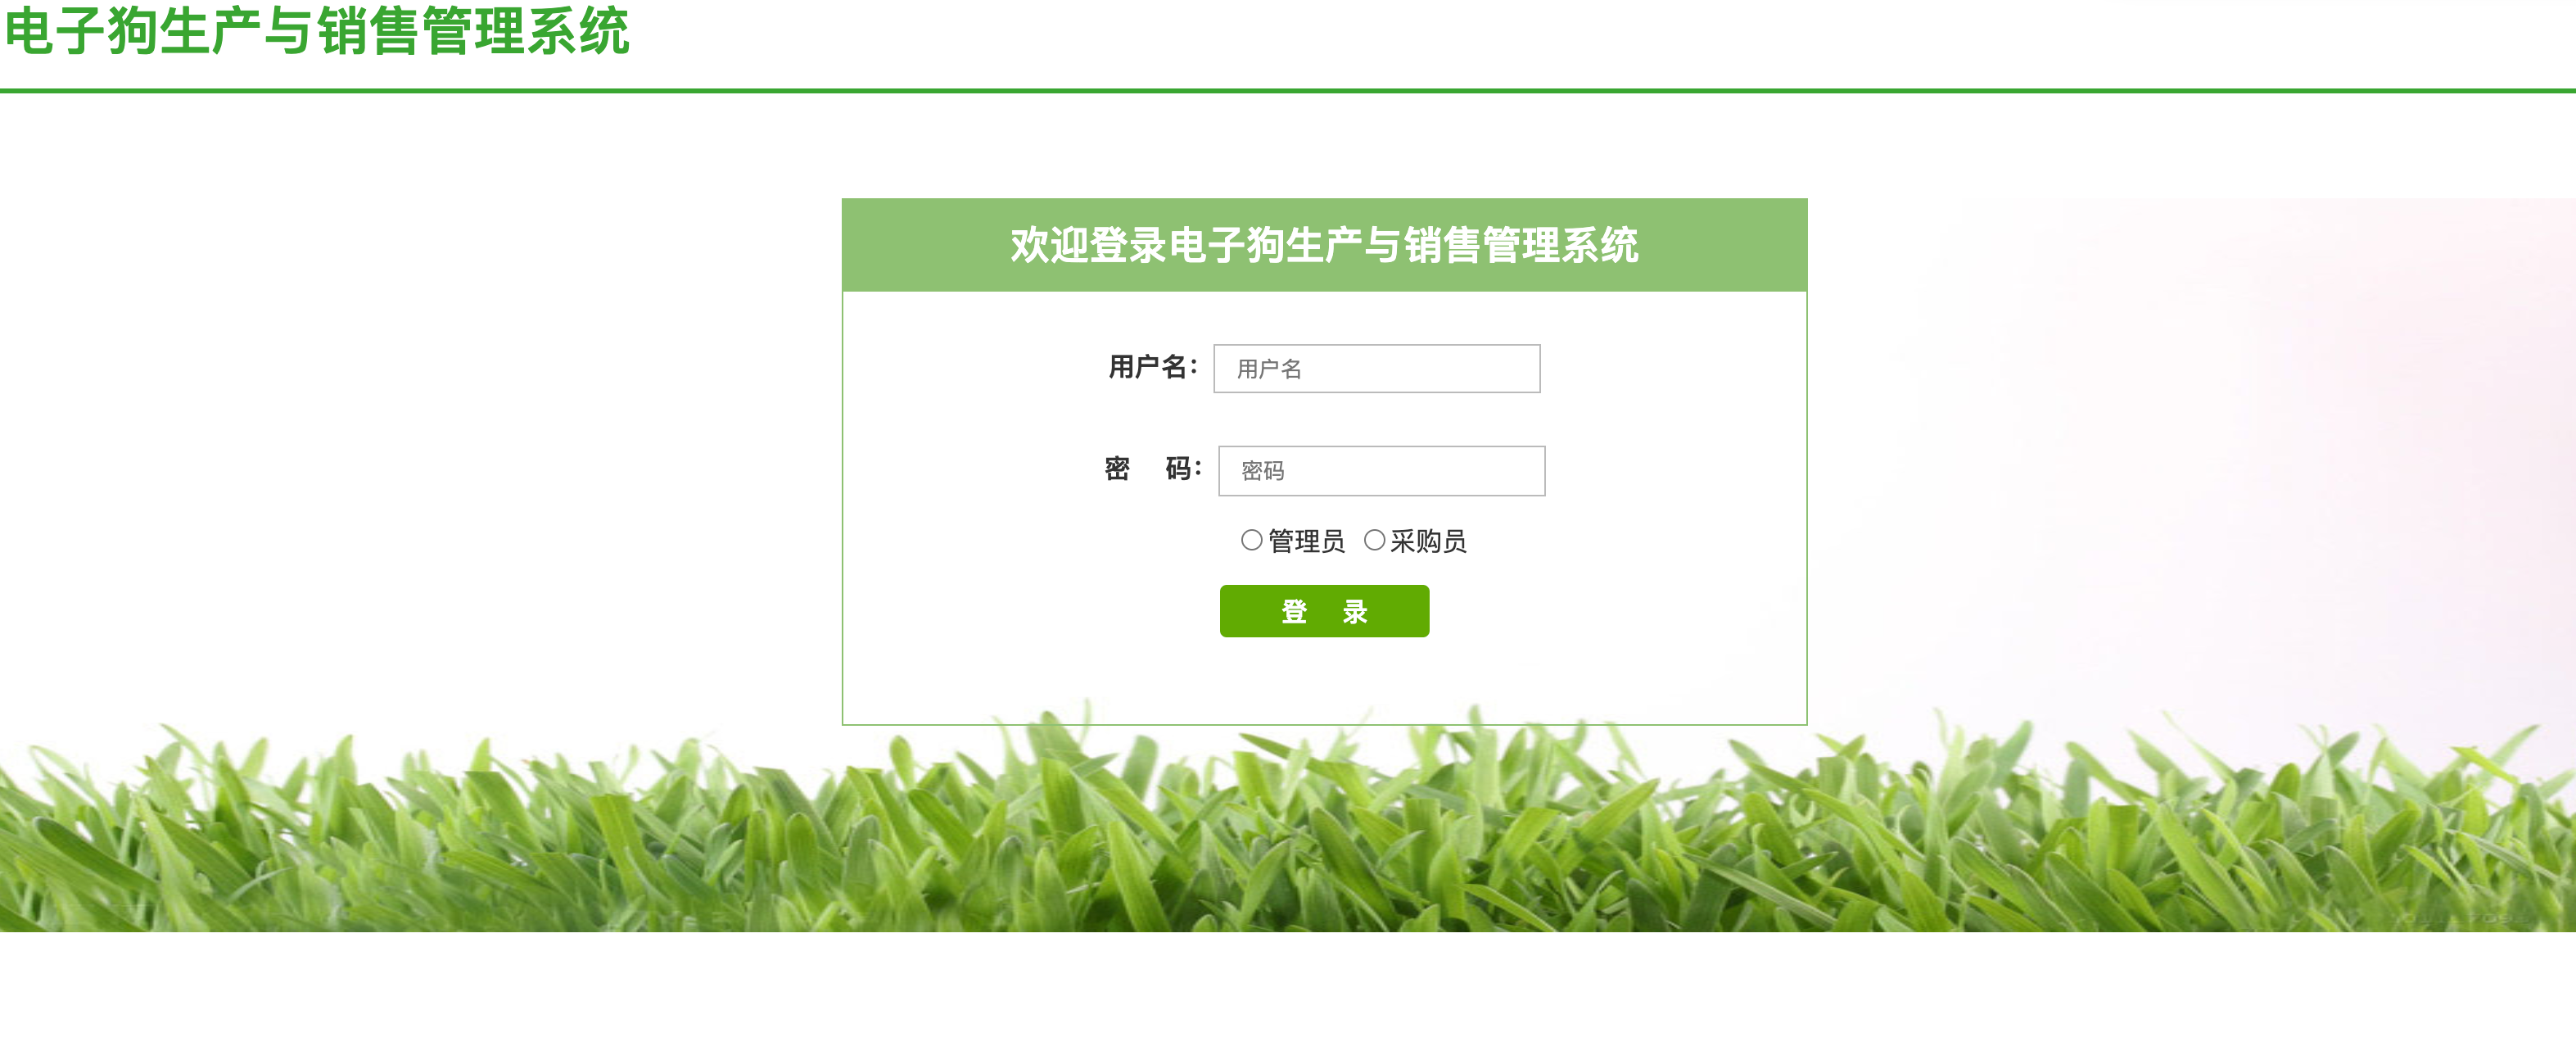 电子狗生产与销售管理系统
欢迎登录电子狗生产与销售管理系统
用户名： 用户名
密 码： 密码
管理员 采购员
登 录